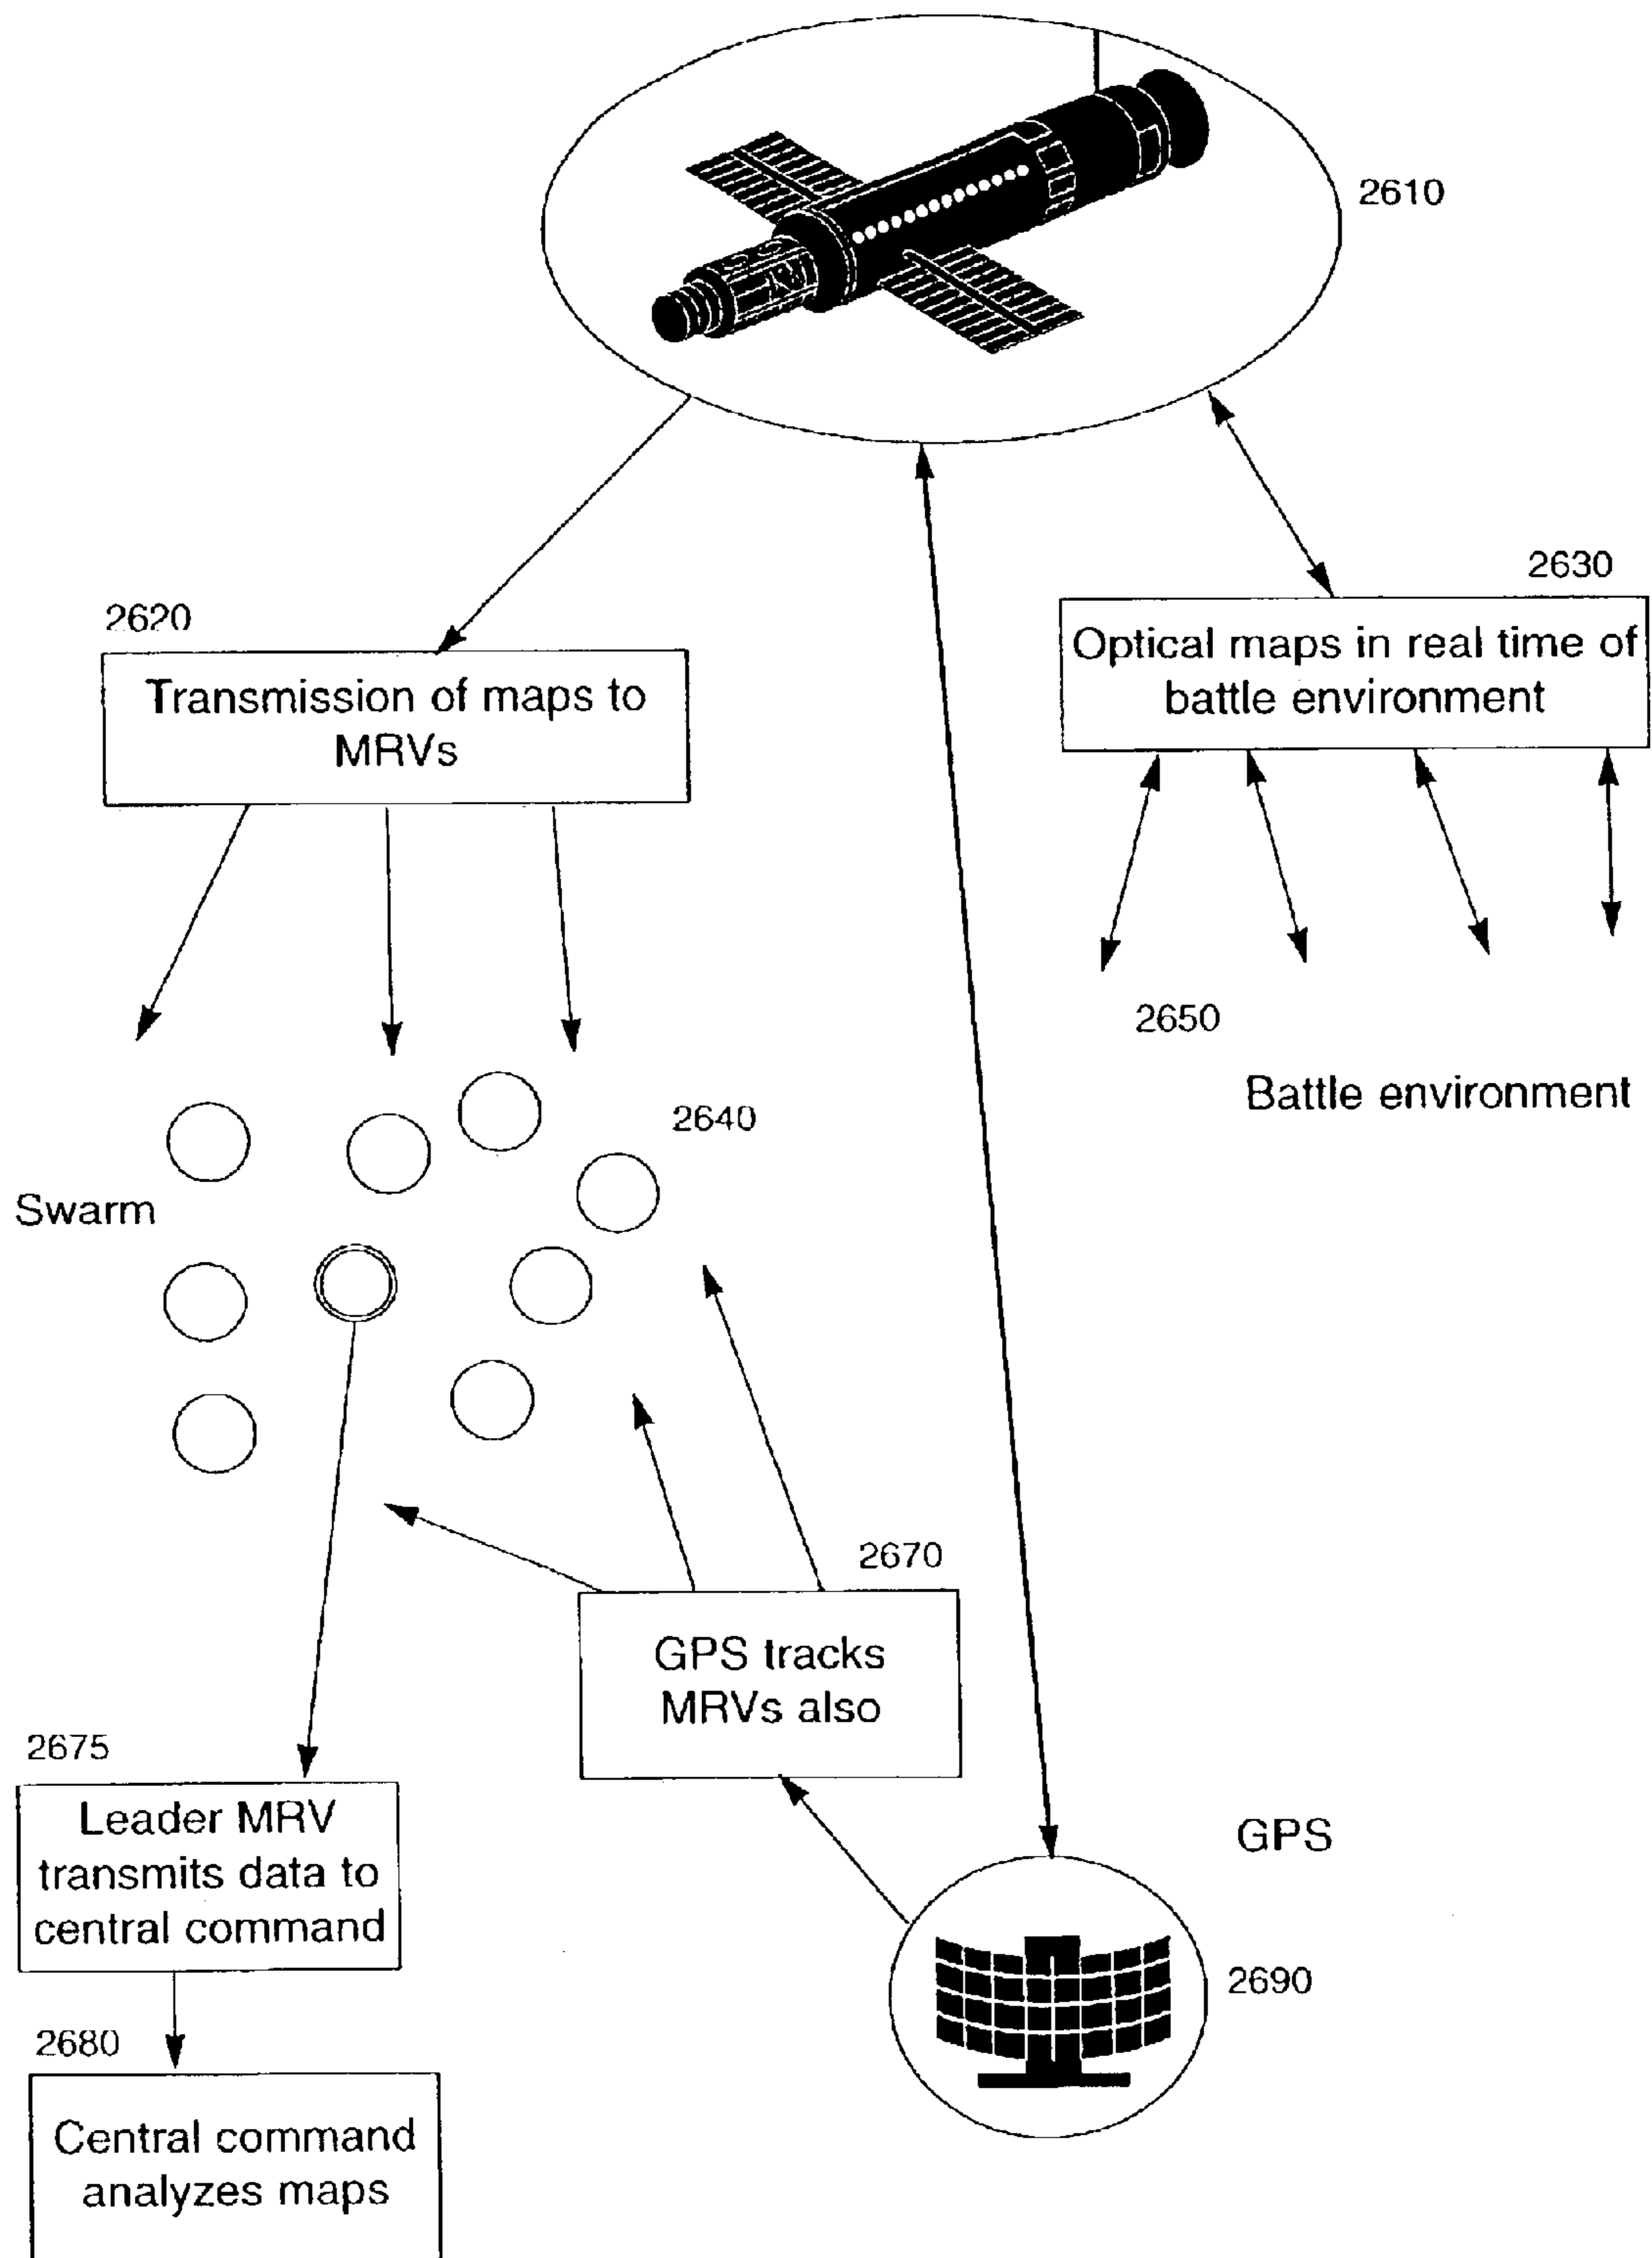 2610
2630
Optical maps in real time of
battle environment
2620
Transmission of maps to
MRVs
2650
Battle environment
2640
Swarm
2670
GPS tracks
MRVs also
2675
Leader MRV
transmits data to
central command
GPS
2690
2680
Central command
analyzes maps